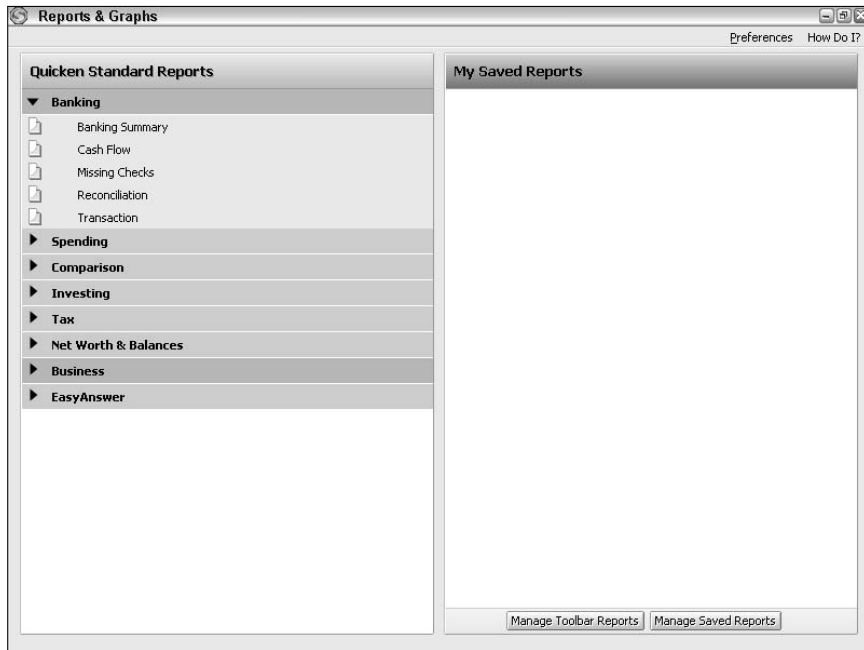 Reports & Graphs
Preferences How Do I?
Quicken Standard Reports
Banking
Banking Summary
Cash Flow
Missing Checks
Reconciliation
Transaction
Spending
Comparison
Investing
Tax
Net Worth & Balances
Business
EasyAnswer
My Saved Reports
Manage Toolbar Reports Manage Saved Reports